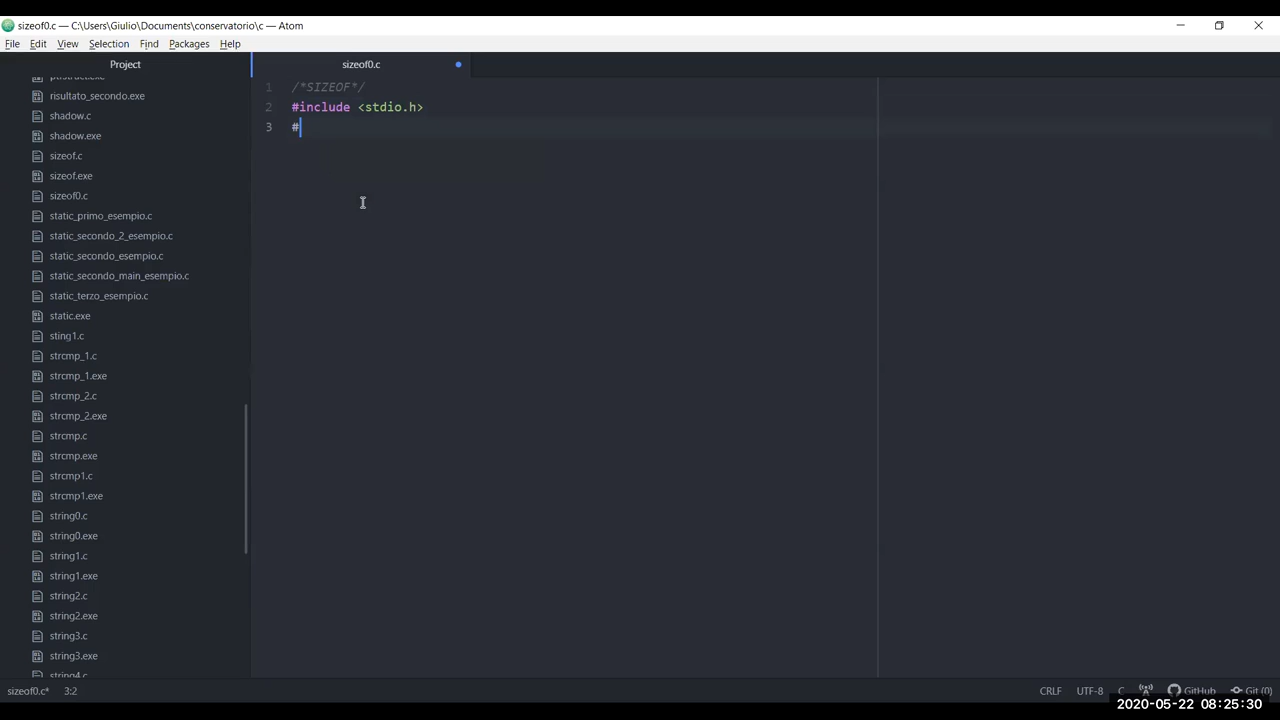 sizeof0.c — C:\Users\Giulio\Documents\conservatorio\c — Atom
File Edit View Selection Find Packages Help
Project
sizeof0.c
ptrstruct.exe
risultato_secondo.exe
shadow.c
shadow.exe
sizeof.c
sizeof.exe
sizeof0.c
static_primo_esempio.c
static_secondo_2_esempio.c
static_secondo_esempio.c
static_secondo_main_esempio.c
static_terzo_esempio.c
static.exe
sting1.c
strcmp_1.c
strcmp_1.exe
strcmp_2.c
strcmp_2.exe
strcmp.c
strcmp.exe
strcmp1.c
strcmp1.exe
string0.c
string0.exe
string1.c
string1.exe
string2.c
string2.exe
string3.c
string3.exe
string4.c
1 /*SIZEOF*/
2 #include <stdio.h>
3 #
sizeof0.c* 3:2
CRLF UTF-8 C GitHub Git (0)
2020-05-22 08:25:30